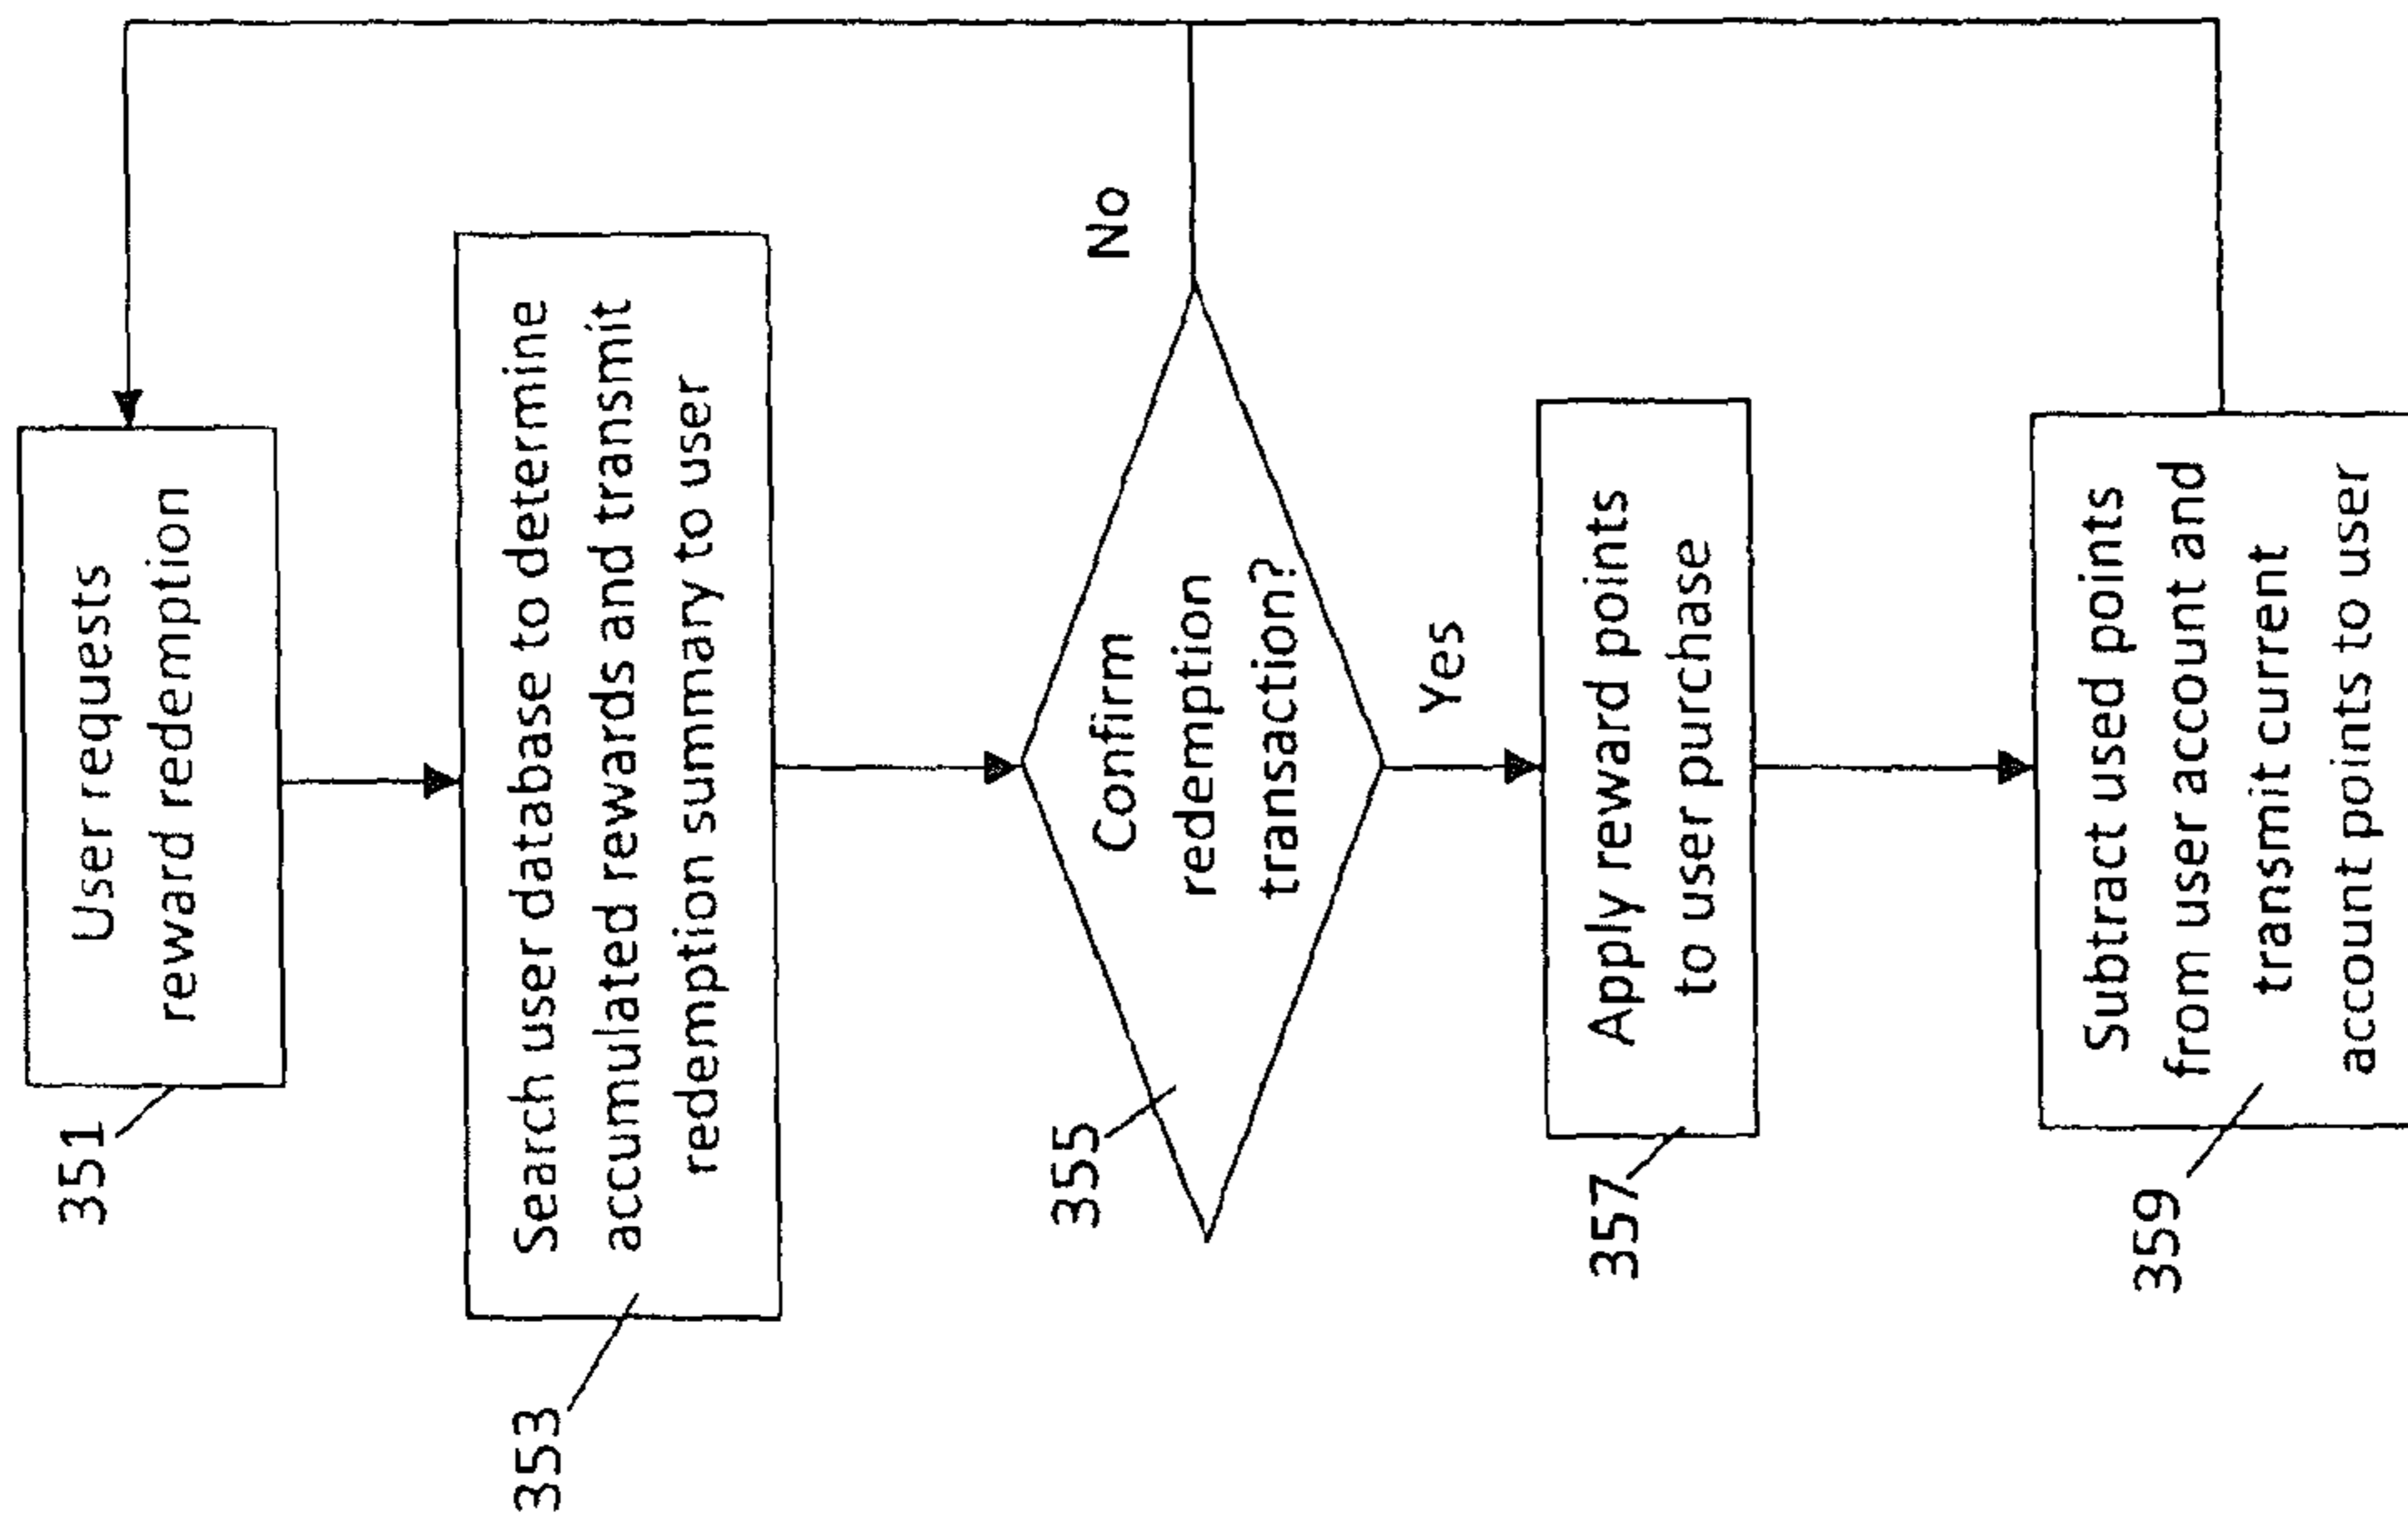 351
User requests
reward redemption
353
Search user database to determine
accumulated rewards and transmit
redemption summary to user
355
Confirm
redemption
transaction?
No
Yes
357
Apply reward points
to user purchase
359
Subtract used points
from user account and
transmit current
account points to user